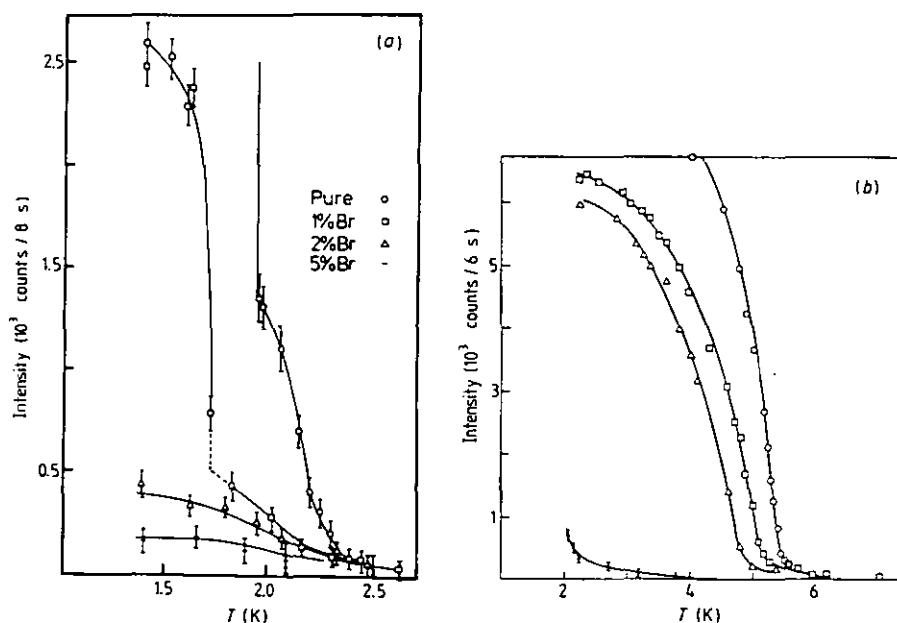 (a)
2.5
1.5
0.5
Intensity (10³ counts / 8 s)
Pure ○
1%Br □
2%Br △
5%Br -
1.5 2.0 2.5
T (K)
(b)
5
3
1
Intensity (10³ counts / 6 s)
2 4 6
T (K)